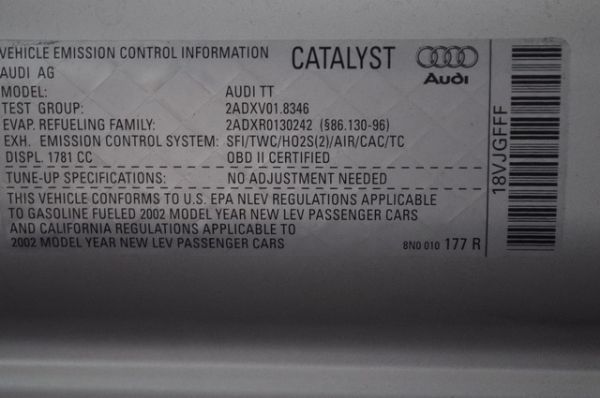 VEHICLE EMISSION CONTROL INFORMATION CATALYST
AUDI AG Audi
MODEL: AUDI TT
TEST GROUP: 2ADXV01.8346
EVAP. REFUELING FAMILY: 2ADXR0130242 (§86.130-96)
EXH. EMISSION CONTROL SYSTEM: SFI/TWC/HO2S(2)/AIR/CAC/TC
DISPL. 1781 CC OBD II CERTIFIED
TUNE-UP SPECIFICATIONS: NO ADJUSTMENT NEEDED
THIS VEHICLE CONFORMS TO U.S. EPA NLEV REGULATIONS APPLICABLE
TO GASOLINE FUELED 2002 MODEL YEAR NEW LEV PASSENGER CARS
AND CALIFORNIA REGULATIONS APPLICABLE TO
2002 MODEL YEAR NEW LEV PASSENGER CARS
8N0 010 177 R
18VJGFFF